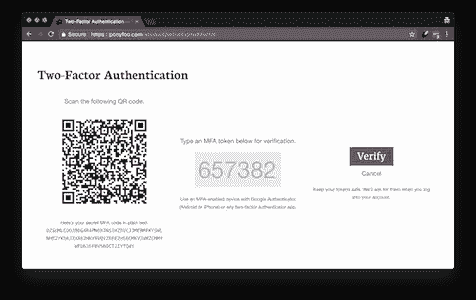 Two-Factor Authentication
Secure https://ponyfoo.com
Two-Factor Authentication
Scan the following QR code.
Type an MFA token below for verification.
657382
Use an MFA-enabled device with Google Authenticator
(Android or iPhone) or any two-factor authenticator app.
Verify
Cancel
Keep your tokens safe. We'll ask for them when you log
into your account.
Here's your secret MFA code in plain text: